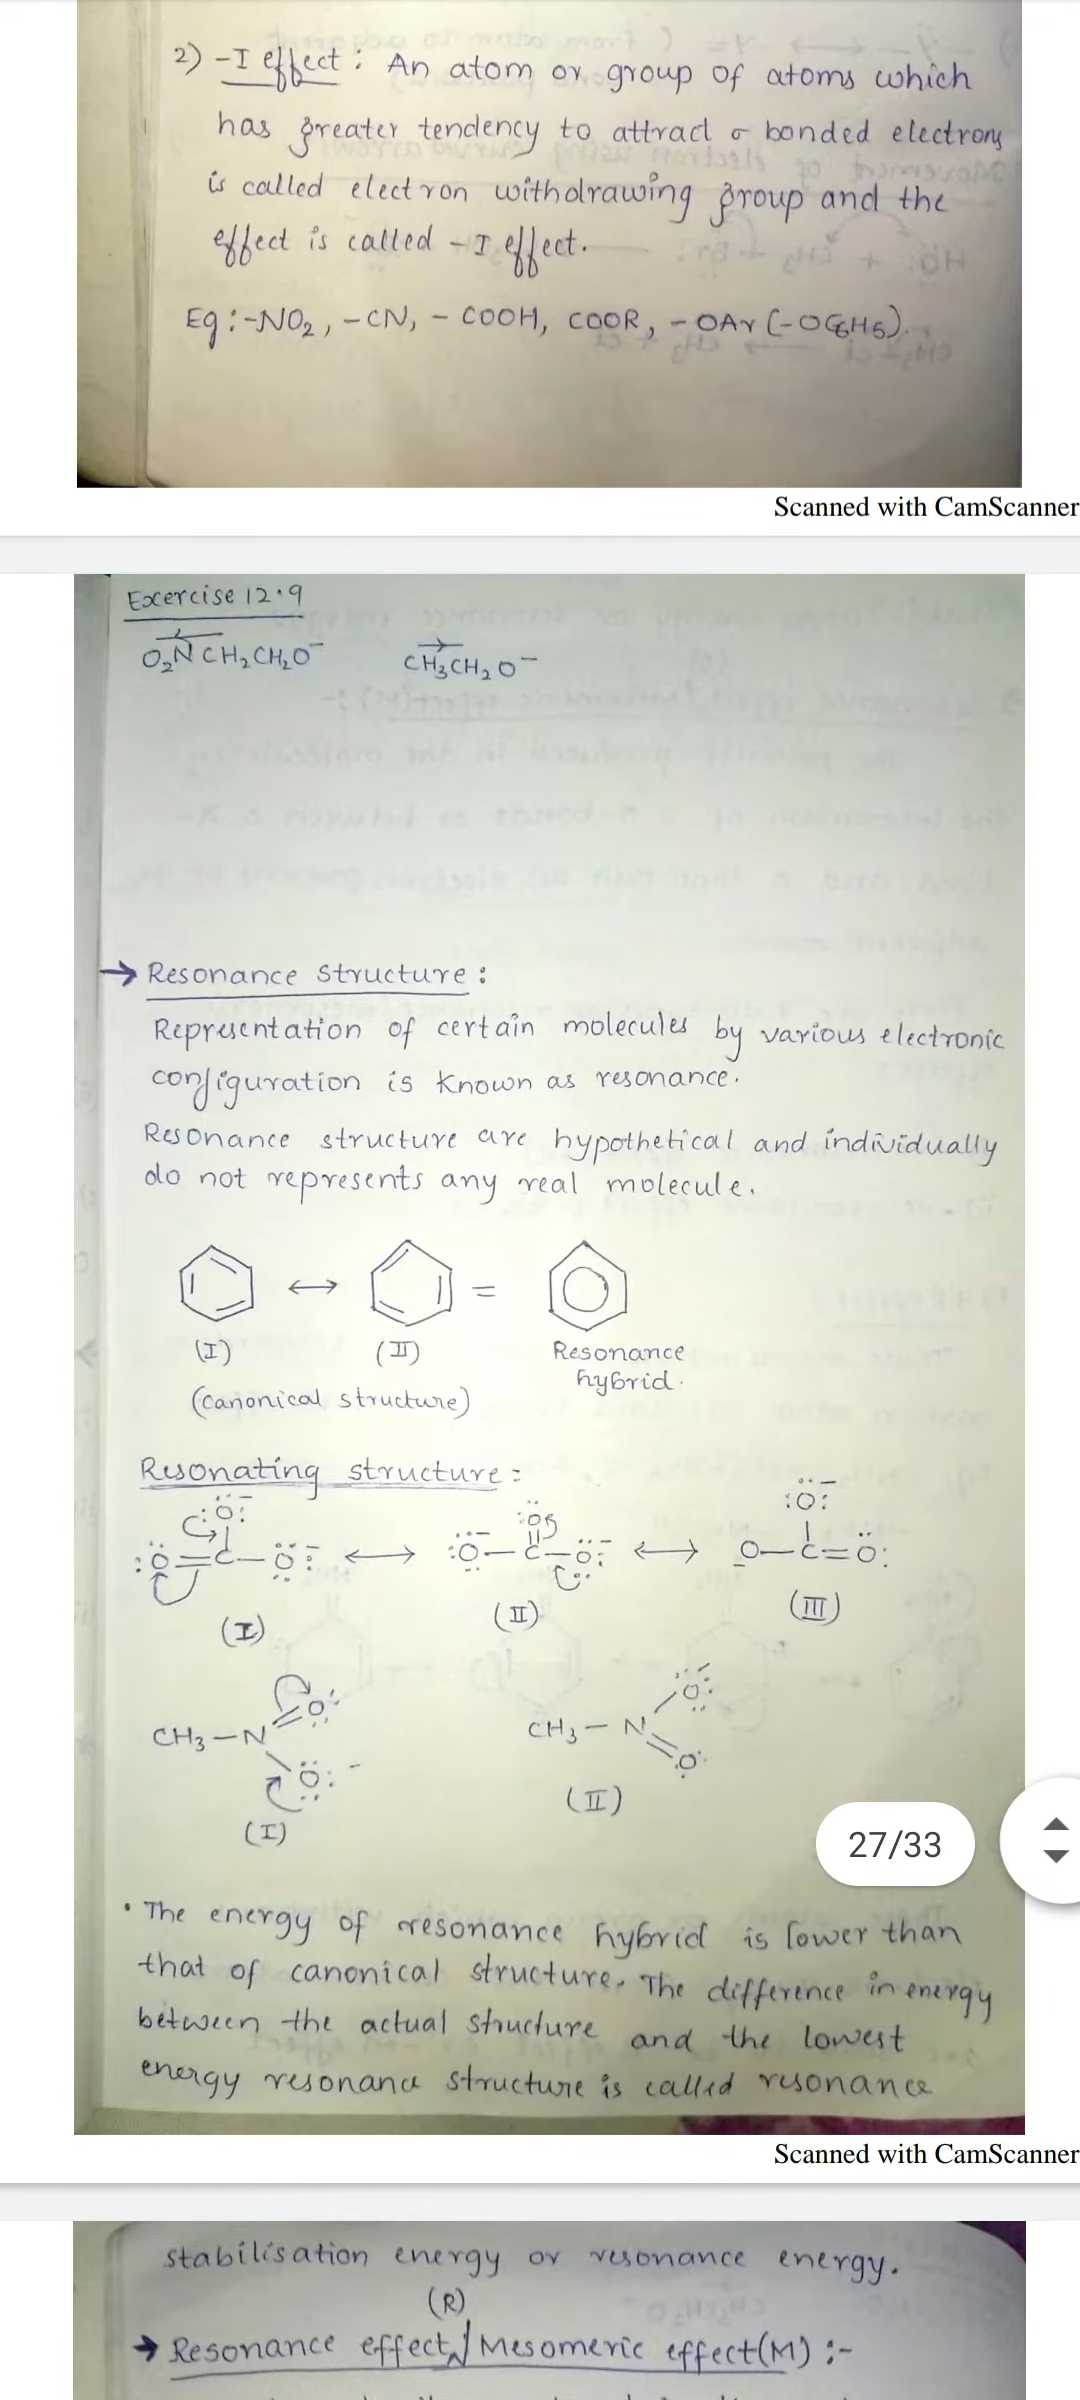 2) -I effect : An atom or group of atoms which
has greater tendency to attract σ bonded electrons
is called electron withdrawing group and the
effect is called -I effect.
Eg :-NO₂, -CN, - COOH, COOR, - OAr (-OC₆H₅).
Scanned with CamScanner
Excercise 12.9
O₂N CH₂CH₂O⁻ CH₃CH₂O⁻
→ Resonance structure :
Representation of certain molecules by various electronic
configuration is known as resonance.
Resonance structure are hypothetical and individually
do not represents any real molecule.
↔ =
(I) (II) Resonance
hybrid.
(canonical structure)
Resonating structure :
:Ö:⁻ :O: :Ö:⁻
:O=C-Ö:⁻ ↔ :Ö⁻-C-Ö:⁻ ↔ O-C=Ö:
(I) (II) (III)
Ö: Ö:⁻
CH₃-N CH₃-N
Ö:⁻ O:
(I) (II)
27/33
• The energy of resonance hybrid is lower than
that of canonical structure. The difference in energy
between the actual structure and the lowest
energy resonance structure is called resonance
Scanned with CamScanner
stabilisation energy or resonance energy.
(R)
→ Resonance effect / Mesomeric effect(M) :-